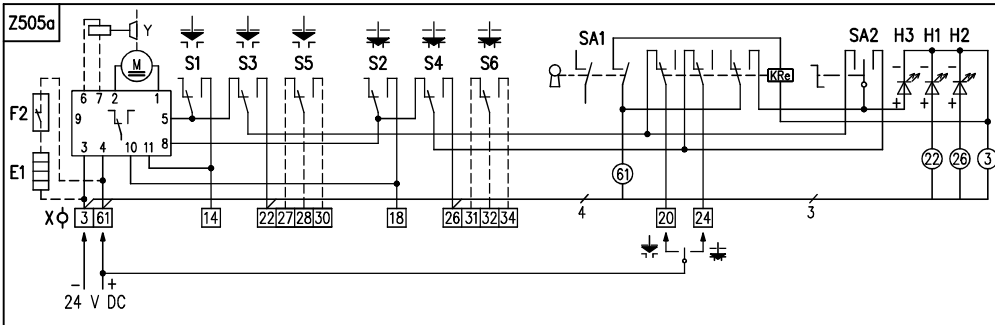 Z505a
Y
M
S1 S3 S5 S2 S4 S6 SA1 SA2 H3 H1 H2
KRe
F2
6 7 2 1
9 5
8
3 4 10 11
E1
- - -
+ + +
61 22 26 3
X 3 61 14 22 27 28 30 18 26 31 32 34 4 20 24 3
- +
24 V DC